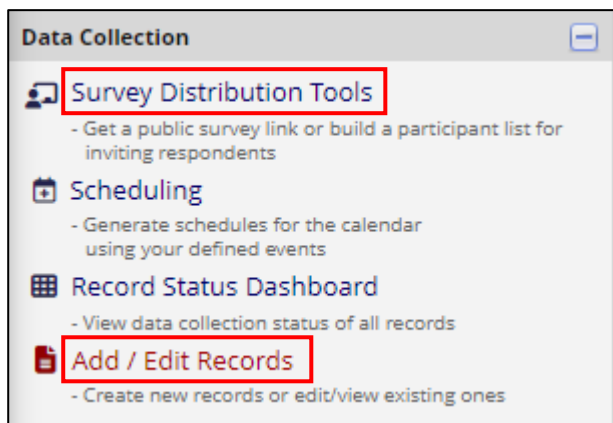 Data Collection
Survey Distribution Tools
- Get a public survey link or build a participant list for
inviting respondents
Scheduling
- Generate schedules for the calendar
using your defined events
Record Status Dashboard
- View data collection status of all records
Add / Edit Records
- Create new records or edit/view existing ones